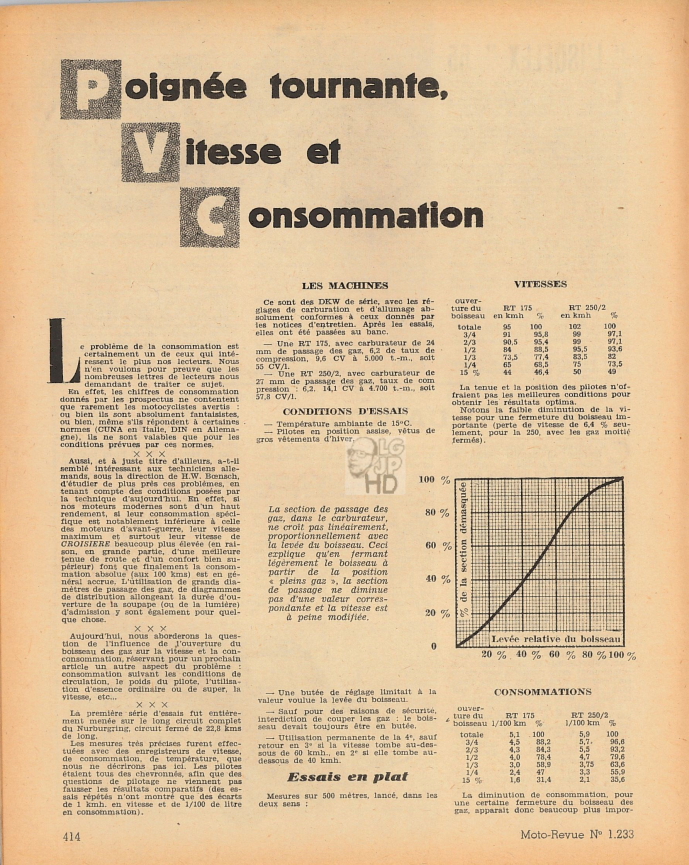 Poignée tournante,
Vitesse et
Consommation
Le problème de la consommation est
certainement un de ceux qui inté-
ressent le plus nos lecteurs. Nous
n'en voulons pour preuve que les
nombreuses lettres de lecteurs nous
demandant de traiter ce sujet.
En effet, les chiffres de consommation
donnés par les prospectus ne contentent
que rarement les motocyclistes avertis :
ou bien ils sont absolument fantaisistes,
ou bien, même s'ils répondent à certaines
normes (CUNA en Italie, DIN en Allema-
gne), ils ne sont valables que pour les
conditions prévues par ces normes.
× × ×
Aussi, et à juste titre d'ailleurs, a-t-il
semblé intéressant aux techniciens alle-
mands, sous la direction de H.W. Bœnsch,
d'étudier de plus près ces problèmes, en
tenant compte des conditions posées par
la technique d'aujourd'hui. En effet, si
nos moteurs modernes sont d'un haut
rendement, si leur consommation spéci-
fique est notablement inférieure à celle
des moteurs d'avant-guerre, leur vitesse
maximum et surtout leur vitesse de
CROISIERE beaucoup plus élevée (en rai-
son, en grande partie, d'une meilleure
tenue de route et d'un confort bien su-
périeur) font que finalement la consom-
mation absolue (aux 100 kms) est en gé-
néral accrue. L'utilisation de grands dia-
mètres de passage des gaz, de diagrammes
de distribution allongeant la durée d'ou-
verture de la soupape (ou de la lumière)
d'admission y sont également pour quel-
que chose.
× × ×
Aujourd'hui, nous aborderons la ques-
tion de l'influence de l'ouverture du
boisseau des gaz sur la vitesse et la con-
consommation, réservant pour un prochain
article un autre aspect du problème :
consommation suivant les conditions de
circulation, le poids du pilote, l'utilisa-
tion d'essence ordinaire ou de super, la
vitesse, etc...
× × ×
La première série d'essais fut entière-
ment menée sur le long circuit complet
du Nurburgring, circuit fermé de 22,8 kms
de long.
Les mesures très précises furent effec-
tuées avec des enregistreurs de vitesse,
de consommation, de température, que
nous ne décrirons pas ici. Les pilotes
étaient tous des chevronnés, afin que des
questions de pilotage ne viennent pas
fausser les résultats comparatifs (des es-
sais répétés n'ont montré que des écarts
de 1 kmh. en vitesse et de 1/100 de litre
en consommation).
LES MACHINES
Ce sont des DKW de série, avec les ré-
glages de carburation et d'allumage ab-
solument conformes à ceux donnés par
les notices d'entretien. Après les essais,
elles ont été passées au banc.
— Une RT 175, avec carburateur de 24
mm de passage des gaz, 6,2 de taux de
compression, 9,6 CV à 5.000 t.-m., soit
55 CV/l.
— Une RT 250/2, avec carburateur de
27 mm de passage des gaz, taux de com
pression : 6,2. 14,1 CV à 4.700 t.-m., soit
57,8 CV/l.
CONDITIONS D'ESSAIS
— Température ambiante de 15°C.
— Pilotes en position assise, vêtus de
gros vêtements d'hiver.
LG
JP
HD
La section de passage des
gaz, dans le carburateur,
ne croit pas linéairement,
proportionnellement avec
la levée du boisseau. Ceci
explique qu'en fermant
légèrement le boisseau à
partir de la position
« pleins gaz », la section
de passage ne diminue
pas d'une valeur corres-
pondante et la vitesse est
à peine modifiée.
— Une butée de réglage limitait à la
valeur voulue la levée du boisseau.
— Sauf pour des raisons de sécurité,
interdiction de couper les gaz : le bois-
seau devait toujours être en butée.
— Utilisation permanente de la 4e, sauf
retour en 3e si la vitesse tombe au-des-
sous de 60 kmh., en 2e si elle tombe au-
dessous de 40 kmh.
Essais en plat
Mesures sur 500 mètres, lancé, dans les
deux sens :
VITESSES
ouver-
ture du RT 175 RT 250/2
boisseau en kmh % en kmh %
totale 95 100 102 100
3/4 91 95,8 99 97,1
2/3 90,5 95,4 99 97,1
1/2 84 88,5 95,5 93,6
1/3 73,5 77,4 83,5 82
1/4 65 68,5 75 73,5
15 % 44 46,4 50 49
La tenue et la position des pilotes n'of-
fraient pas les meilleures conditions pour
obtenir les résultats optima.
Notons la faible diminution de la vi-
tesse pour une fermeture du boisseau im-
portante (perte de vitesse de 6,4 % seu-
lement, pour la 250, avec les gaz moitié
fermés).
100 %
80 %
60 %
40 %
20 %
0
% de la section démasquée
Levée relative du boisseau
20 % 40 % 60 % 80 % 100 %
CONSOMMATIONS
ouver-
ture du RT 175 RT 250/2
boisseau l/100 km % l/100 km %
totale 5,1 100 5,9 100
3/4 4,5 88,2 5,7 96,6
2/3 4,3 84,3 5,5 93,2
1/2 4,0 78,4 4,7 79,6
1/3 3,0 58,9 3,75 63,6
1/4 2,4 47 3,3 55,9
15 % 1,6 31,4 2,1 35,6
La diminution de consommation, pour
une certaine fermeture du boisseau des
gaz, apparait donc beaucoup plus impor-
414
Moto-Revue N° 1.233